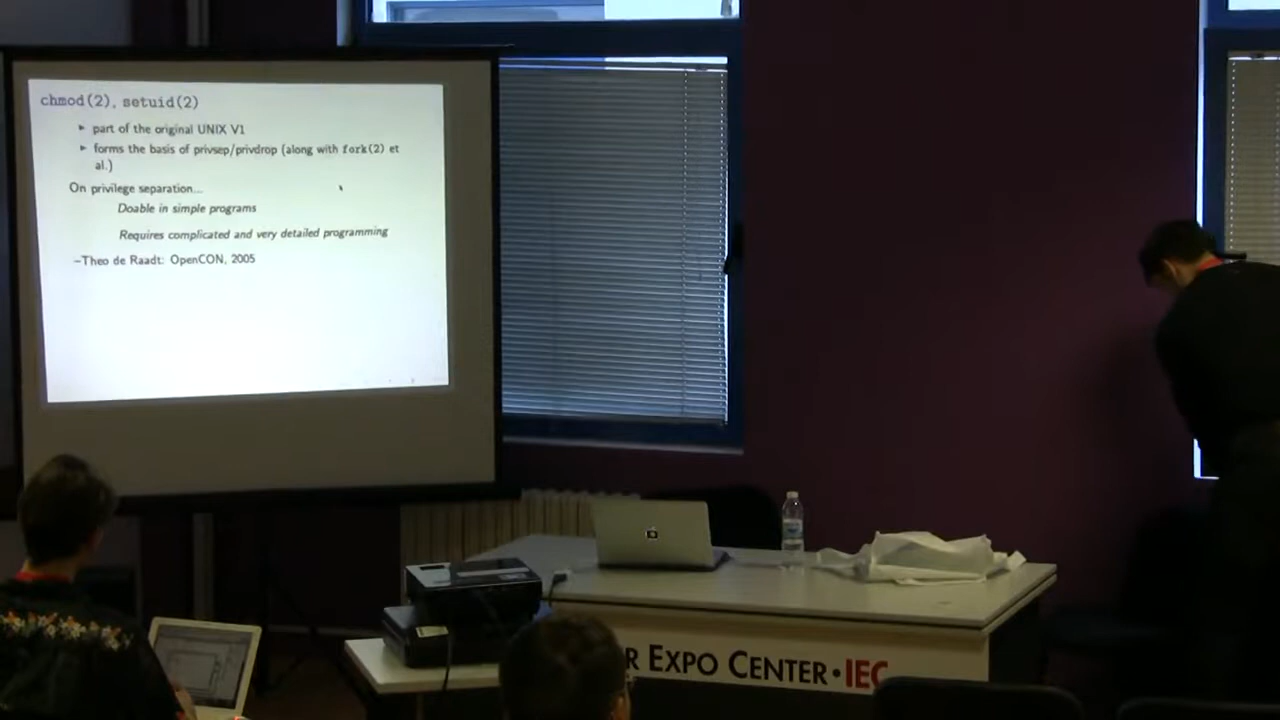 chmod(2), setuid(2)
▶ part of the original UNIX V1
▶ forms the basis of privsep/privdrop (along with fork(2) et
al.)
On privilege separation...
Doable in simple programs
Requires complicated and very detailed programming
–Theo de Raadt: OpenCON, 2005
R EXPO CENTER · IEC